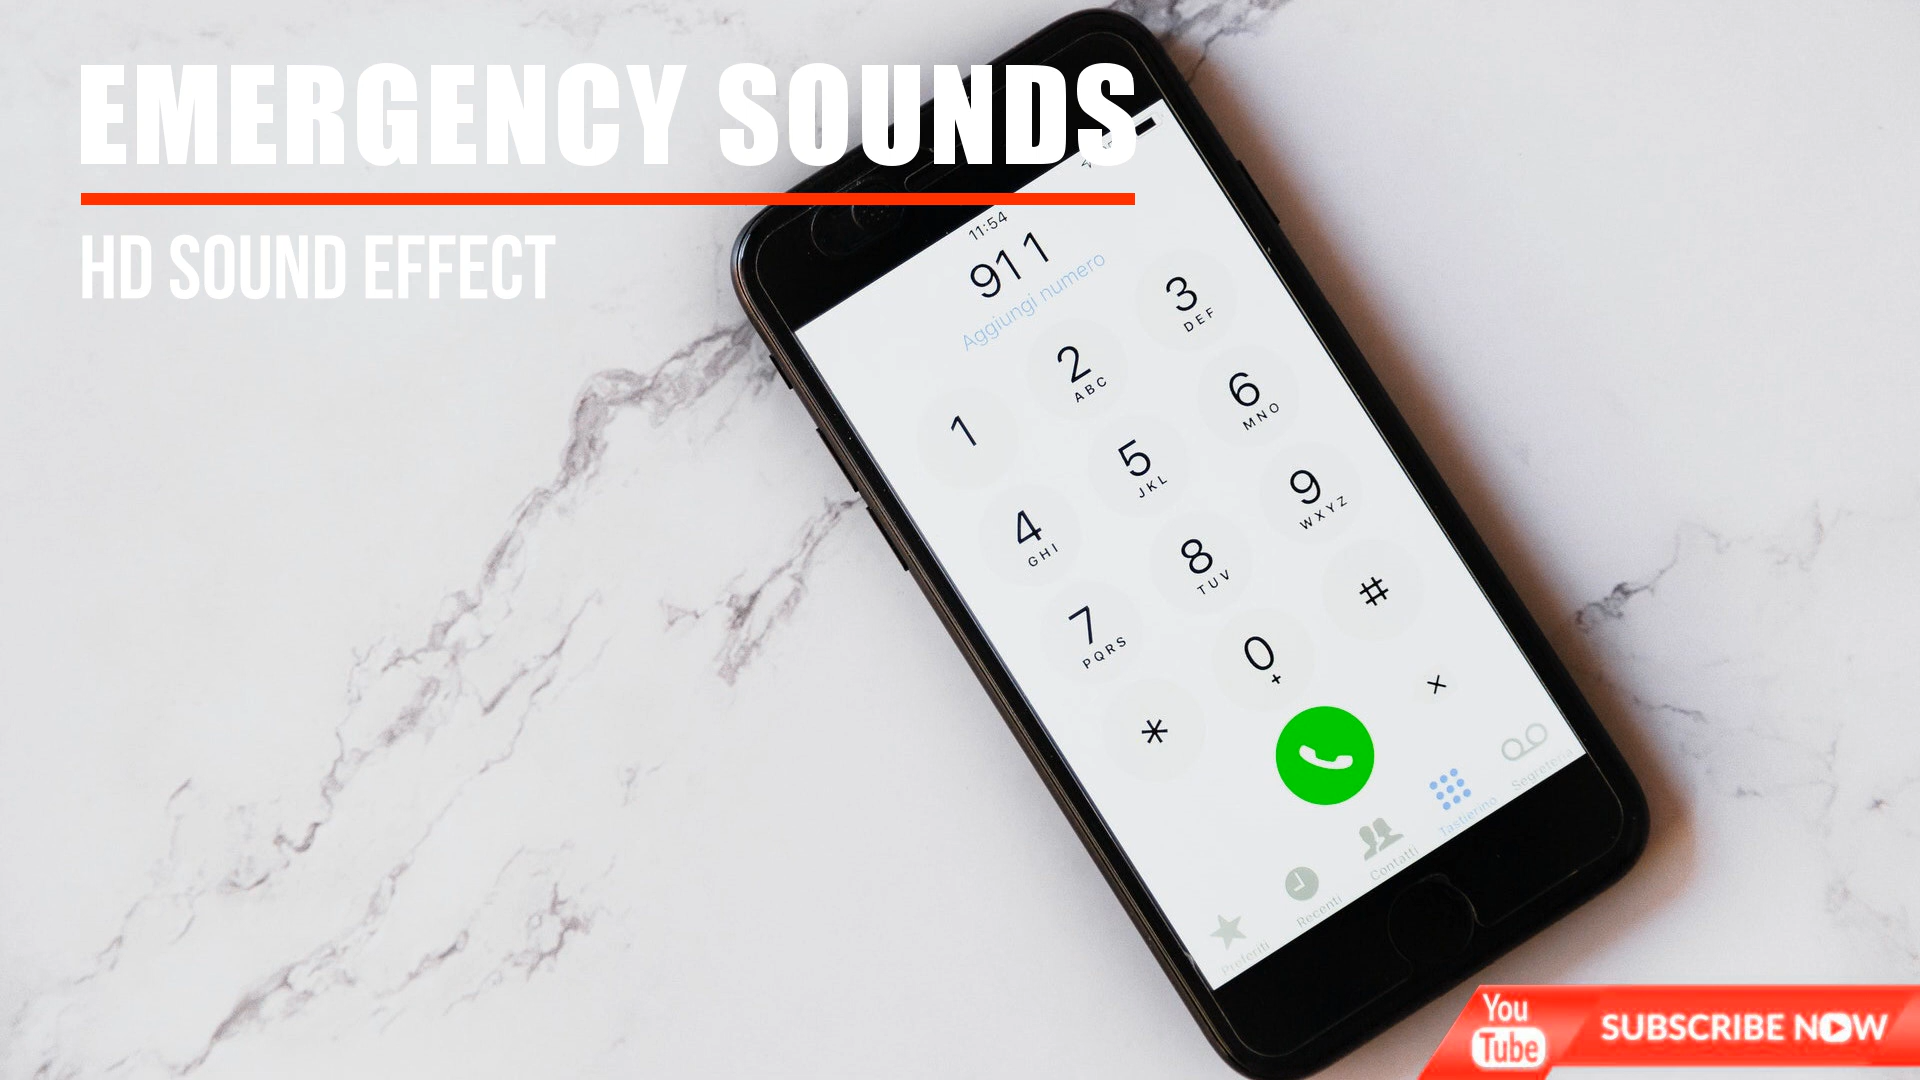 EMERGENCY SOUNDS
HD SOUND EFFECT
11:54
911
Aggiungi numero
1
2
ABC
3
DEF
4
GHI
5
JKL
6
MNO
7
PQRS
8
TUV
9
WXYZ
*
0
+
#
×
Preferiti
Recenti
Contatti
Tastierino
Segreteria
You
Tube
SUBSCRIBE NOW